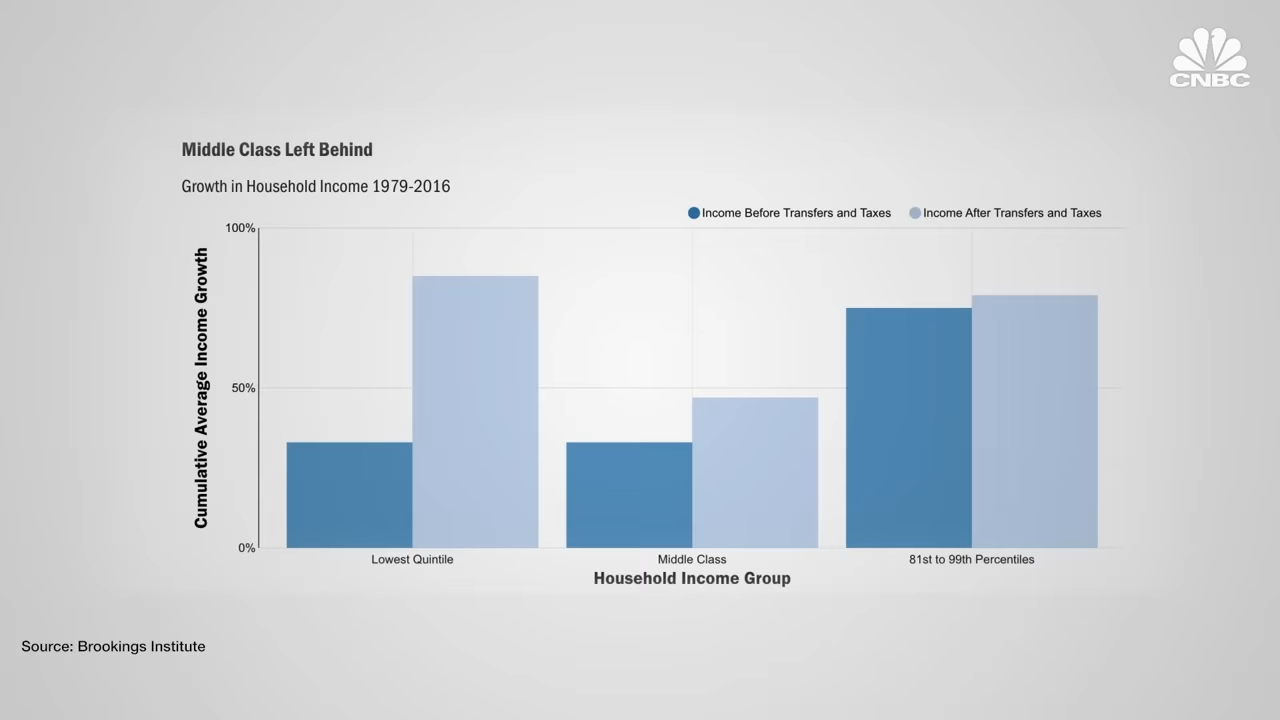 CNBC
Middle Class Left Behind
Growth in Household Income 1979-2016
Income Before Transfers and Taxes
Income After Transfers and Taxes
Cumulative Average Income Growth
100%
50%
0%
Lowest Quintile
Middle Class
81st to 99th Percentiles
Household Income Group
Source: Brookings Institute